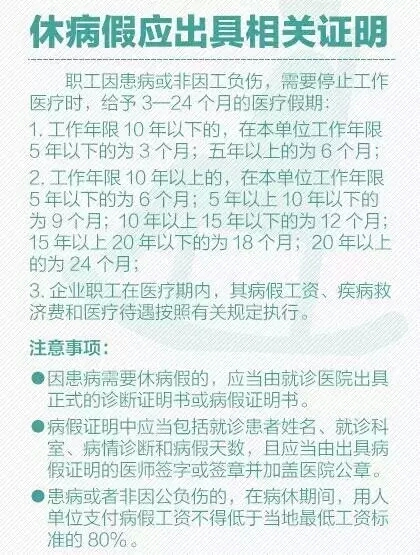 休病假应出具相关证明
职工因患病或非因工负伤，需要停止工作
医疗时，给予 3—24 个月的医疗假期：
1. 工作年限 10 年以下的，在本单位工作年限
5 年以下的为 3 个月；五年以上的为 6 个月；
2. 工作年限 10 年以上的，在本单位工作年限
5 年以下的为 6 个月；5 年以上 10 年以下的
为 9 个月；10 年以上 15 年以下的为 12 个月；
15 年以上 20 年以下的为 18 个月；20 年以上
的为 24 个月；
3. 企业职工在医疗期内，其病假工资、疾病救
济费和医疗待遇按照有关规定执行。
注意事项：
●因患病需要休病假的，应当由就诊医院出具
正式的诊断证明书或病假证明书。
●病假证明中应当包括就诊患者姓名、就诊科
室、病情诊断和病假天数，且应当由出具病
假证明的医师签字或签章并加盖医院公章。
●患病或者非因公负伤的，在病休期间，用人
单位支付病假工资不得低于当地最低工资标
准的 80%。